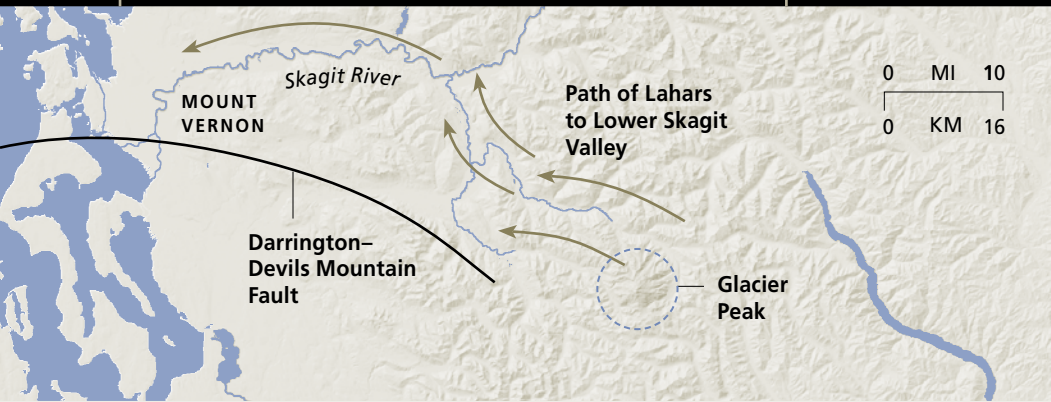 Skagit River
MOUNT
VERNON
Path of Lahars
to Lower Skagit
Valley
0 MI 10
0 KM 16
Darrington–
Devils Mountain
Fault
Glacier
Peak